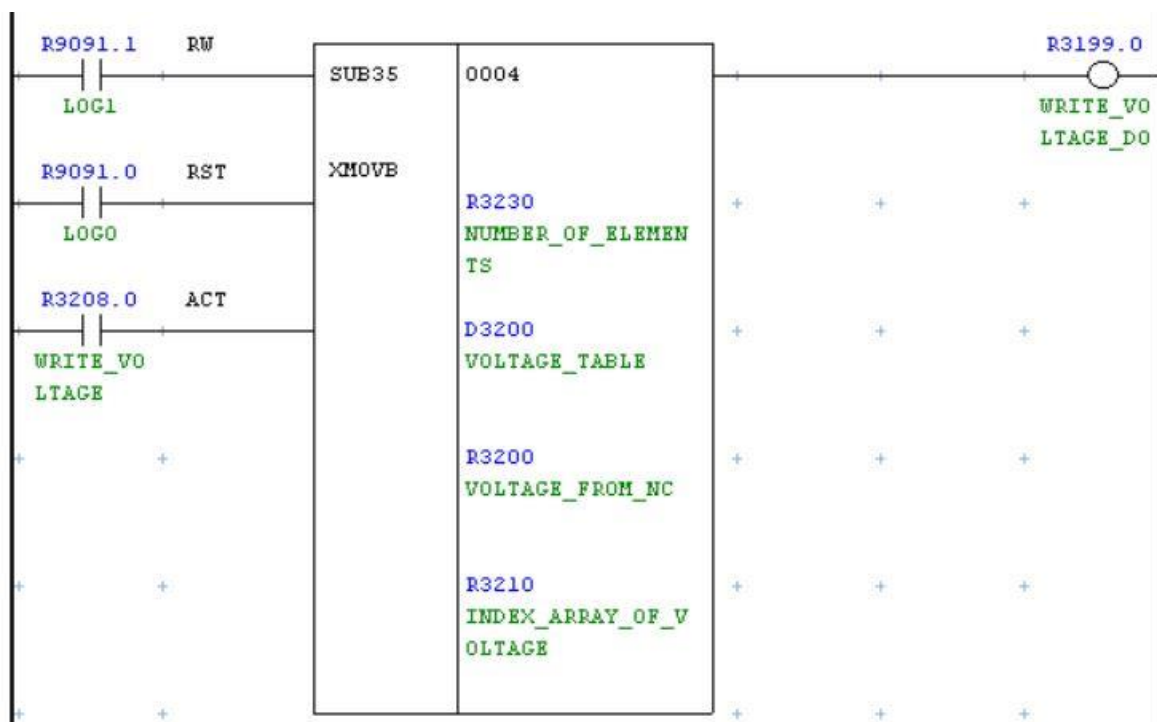 R9091.1 RW
LOG1
SUB35 0004
R3199.0
WRITE_VO
LTAGE_DO
R9091.0 RST
LOG0
XMOVB
R3230
NUMBER_OF_ELEMEN
TS
R3208.0 ACT
WRITE_VO
LTAGE
D3200
VOLTAGE_TABLE
R3200
VOLTAGE_FROM_NC
R3210
INDEX_ARRAY_OF_V
OLTAGE